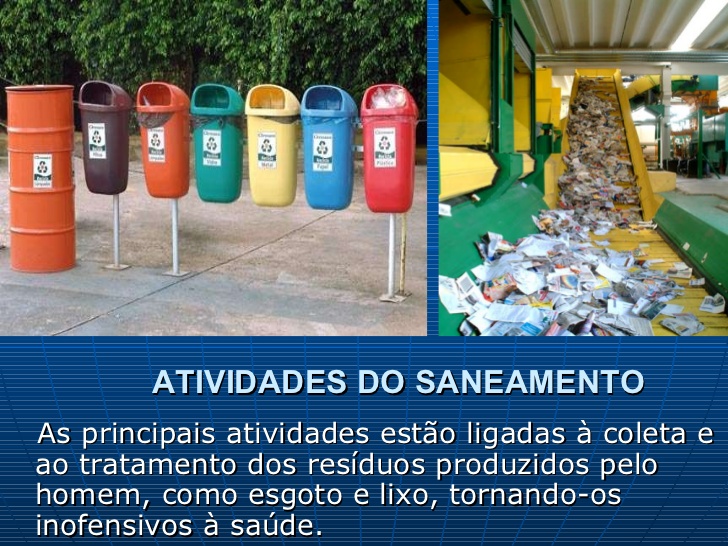 ATIVIDADES DO SANEAMENTO
As principais atividades estão ligadas à coleta e
ao tratamento dos resíduos produzidos pelo
homem, como esgoto e lixo, tornando-os
inofensivos à saúde.